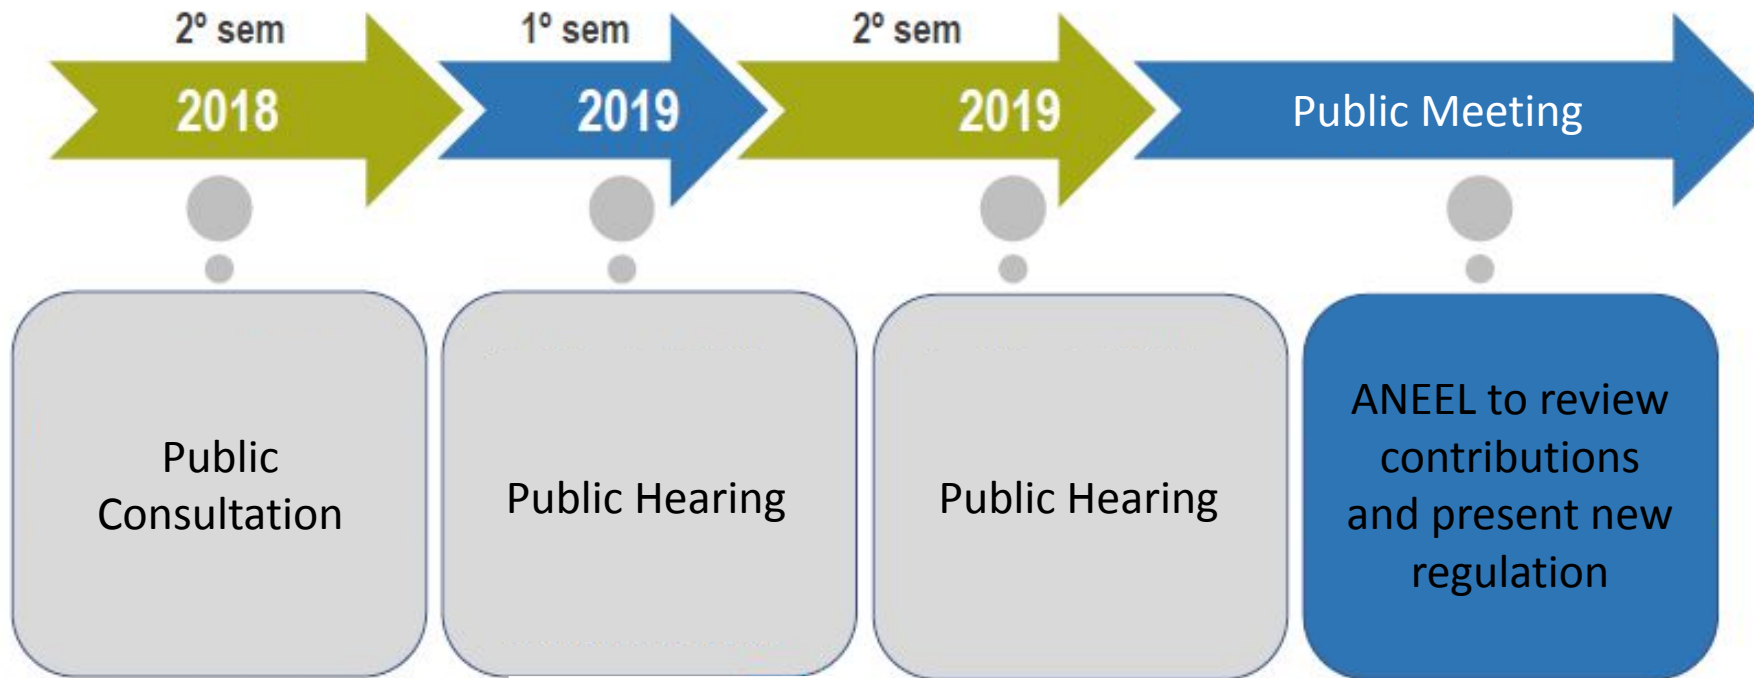 2º sem
2018
1º sem
2019
2º sem
2019
Public Meeting
Public
Consultation
Public Hearing
Public Hearing
ANEEL to review
contributions
and present new
regulation